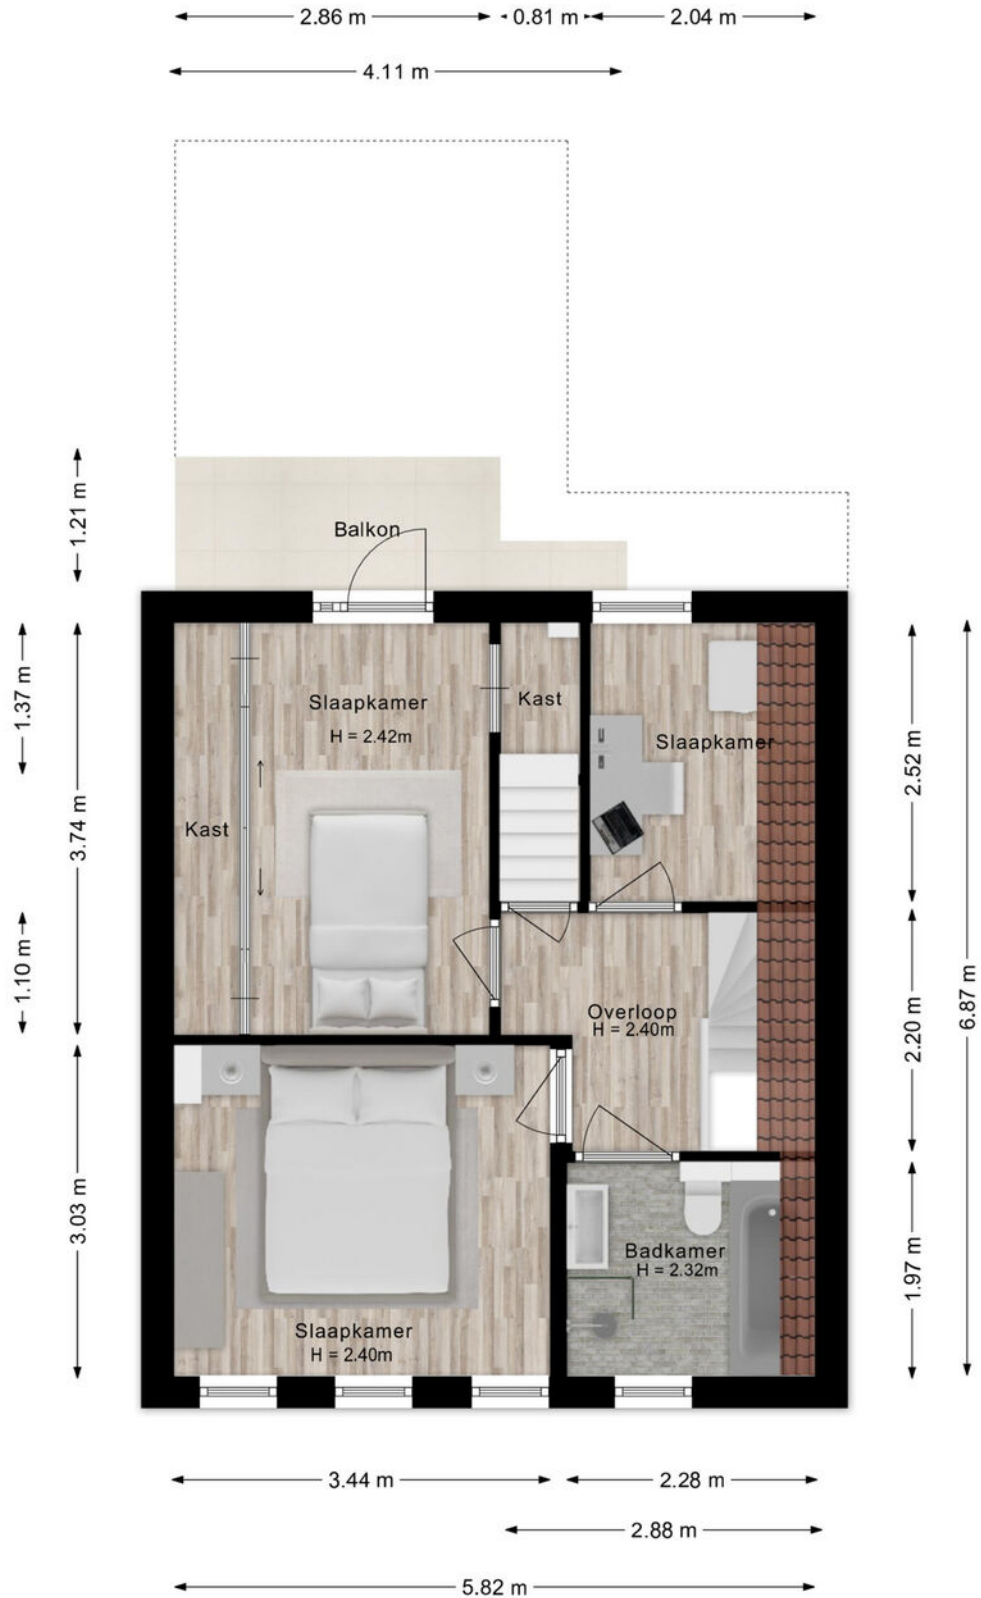 2.86 m
0.81 m
2.04 m
4.11 m
1.21 m
Balkon
1.37 m
3.74 m
1.10 m
3.03 m
Slaapkamer
H = 2.42m
Kast
Kast
Slaapkamer
Overloop
H = 2.40m
Badkamer
H = 2.32m
Slaapkamer
H = 2.40m
2.52 m
2.20 m
1.97 m
6.87 m
3.44 m
2.28 m
2.88 m
5.82 m